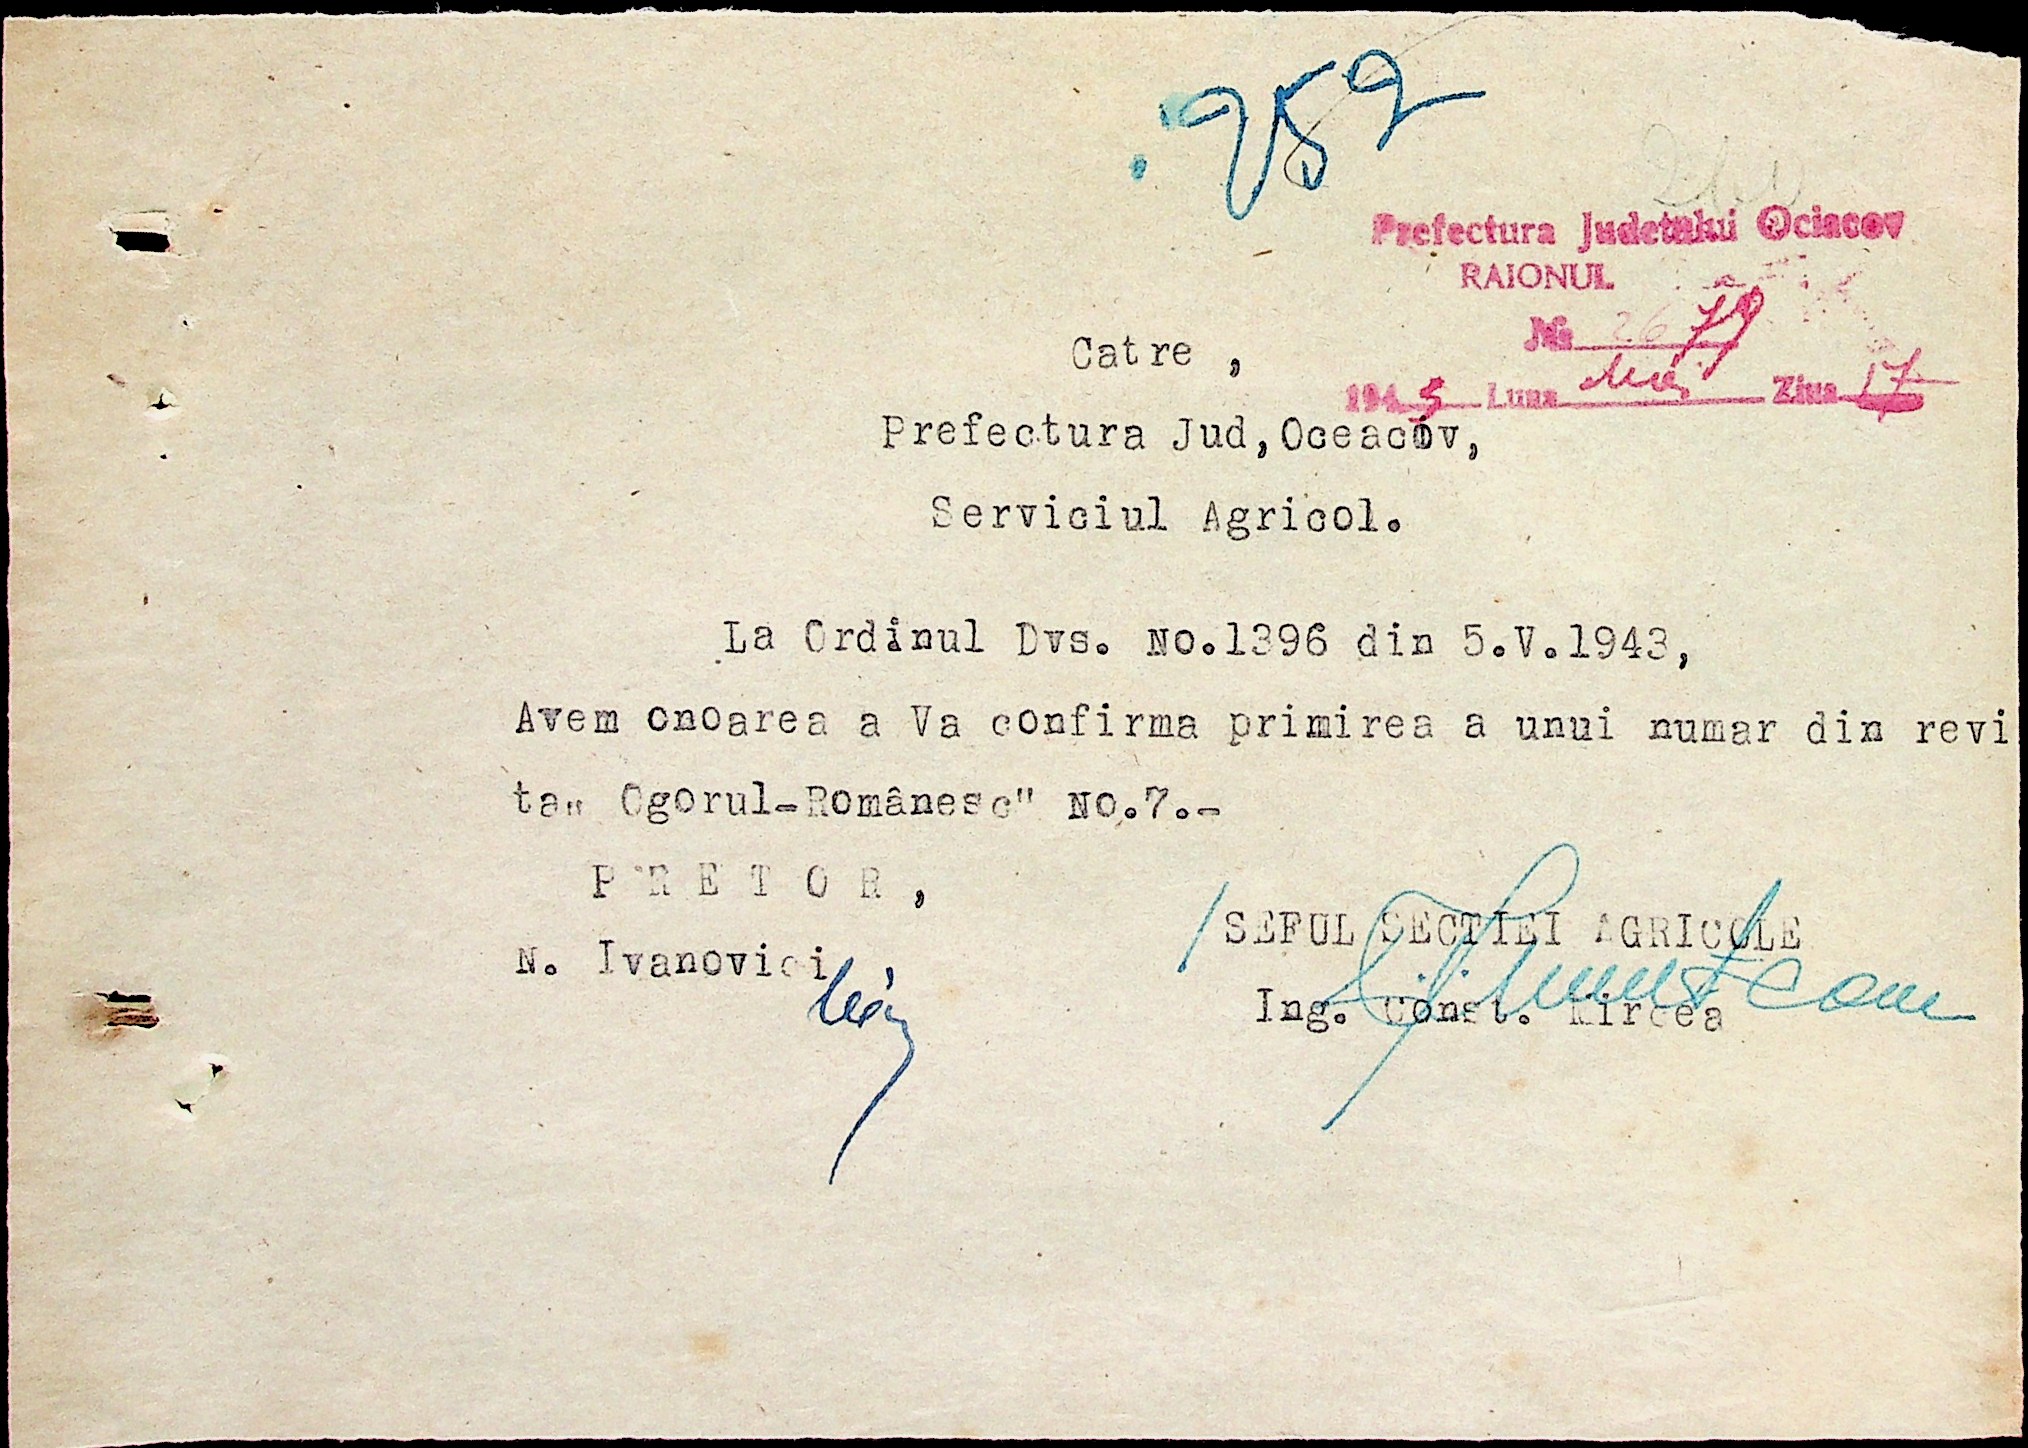 252
Prefectura Judetului Ociacov
RAIONUL
No 2679
1943 Luna Mai Ziua 17
Catre ,
Prefectura Jud,Oceacov,
Serviciul Agricol.
La Ordinul Dvs. No.1396 din 5.V.1943,
Avem onoarea a Va confirma primirea a unui numar din revi
ta„ Ogorul-Românesc" No.7.-
P R E T O R ,
N. Ivanovici
SEFUL SECTIEI AGRICOLE
Ing. Const. Mircea